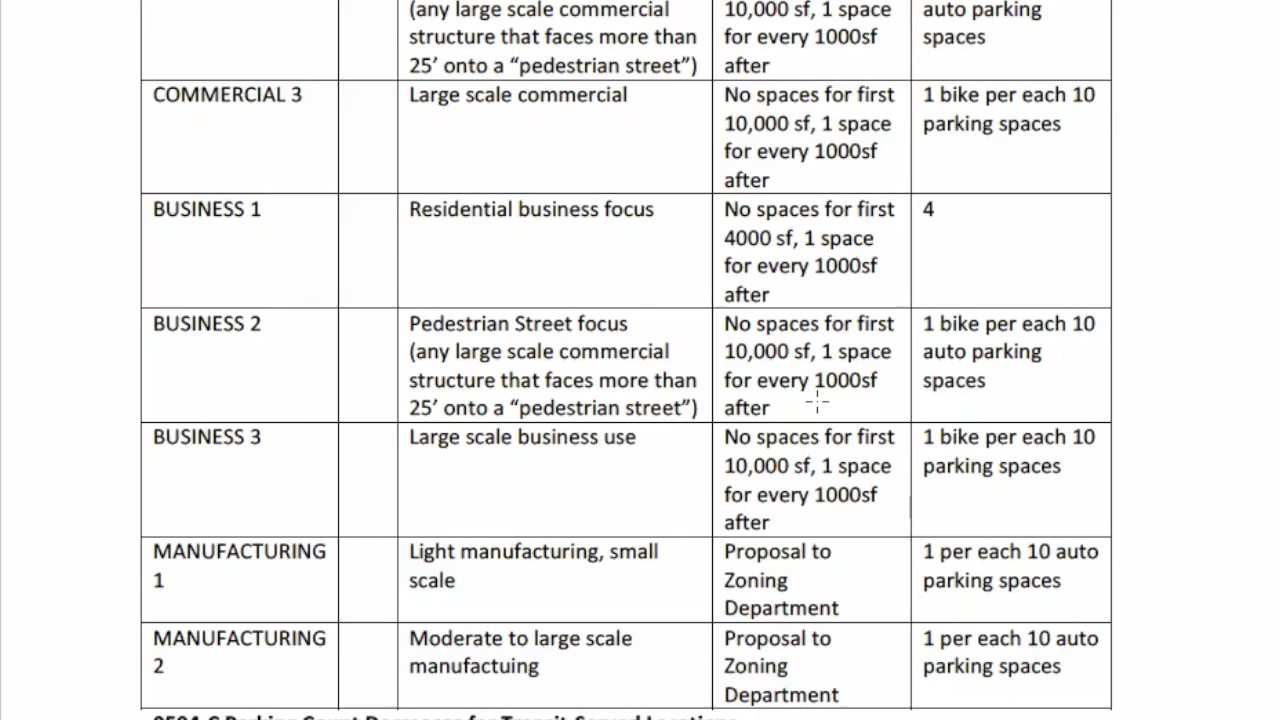 (any large scale commercial
structure that faces more than
25’ onto a “pedestrian street”)
10,000 sf, 1 space
for every 1000sf
after
auto parking
spaces
COMMERCIAL 3
Large scale commercial
No spaces for first
10,000 sf, 1 space
for every 1000sf
after
1 bike per each 10
parking spaces
BUSINESS 1
Residential business focus
No spaces for first
4000 sf, 1 space
for every 1000sf
after
4
BUSINESS 2
Pedestrian Street focus
(any large scale commercial
structure that faces more than
25’ onto a “pedestrian street”)
No spaces for first
10,000 sf, 1 space
for every 1000sf
after
1 bike per each 10
auto parking
spaces
BUSINESS 3
Large scale business use
No spaces for first
10,000 sf, 1 space
for every 1000sf
after
1 bike per each 10
parking spaces
MANUFACTURING
1
Light manufacturing, small
scale
Proposal to
Zoning
Department
1 per each 10 auto
parking spaces
MANUFACTURING
2
Moderate to large scale
manufactuing
Proposal to
Zoning
Department
1 per each 10 auto
parking spaces
Parking Count Decreases for Transit Served Locations